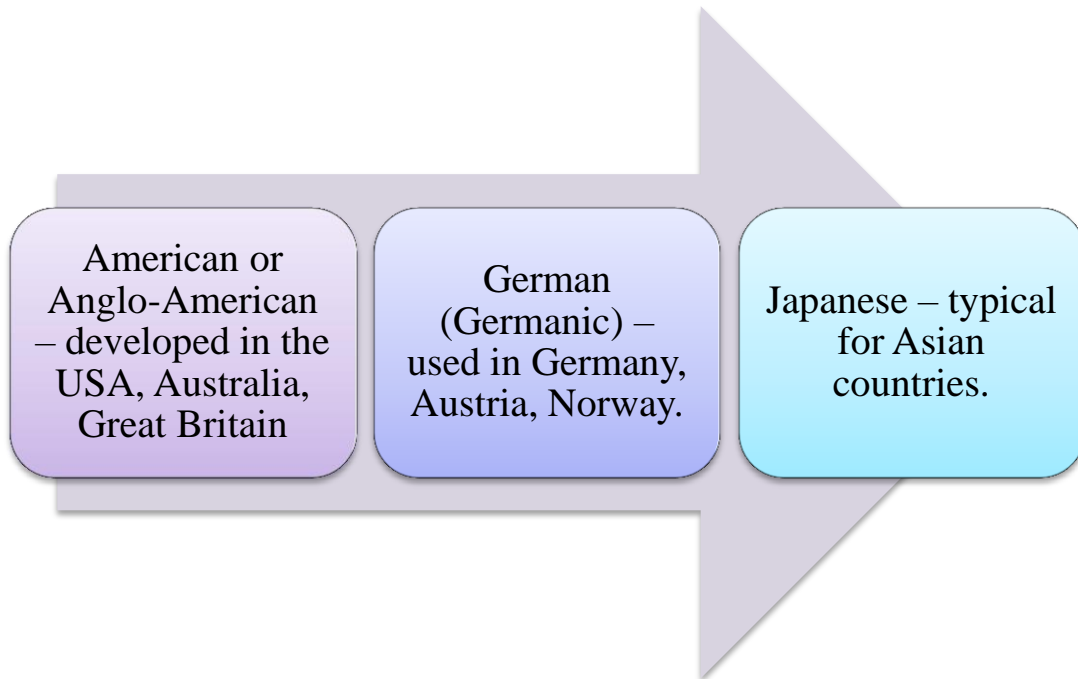 American or
Anglo-American
– developed in the
USA, Australia,
Great Britain
German
(Germanic) –
used in Germany,
Austria, Norway.
Japanese – typical
for Asian
countries.